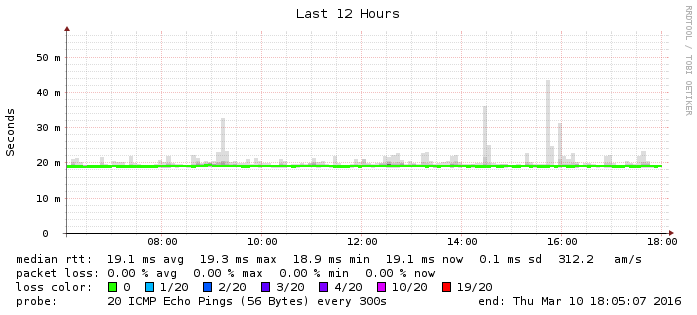 Last 12 Hours
RRDTOOL / TOBI OETIKER
Seconds
50 m
40 m
30 m
20 m
10 m
0
08:00 10:00 12:00 14:00 16:00 18:00
median rtt: 19.1 ms avg 19.3 ms max 18.9 ms min 19.1 ms now 0.1 ms sd 312.2 am/s
packet loss: 0.00 % avg 0.00 % max 0.00 % min 0.00 % now
loss color: 0 1/20 2/20 3/20 4/20 10/20 19/20
probe: 20 ICMP Echo Pings (56 Bytes) every 300s end: Thu Mar 10 18:05:07 2016